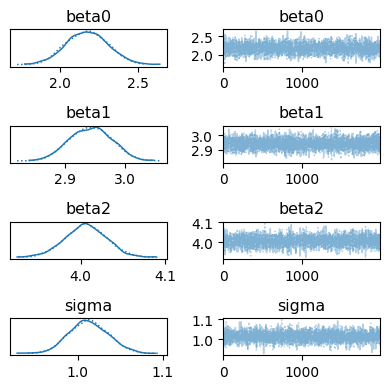 beta0 beta0
2.5
2.0
2.0 2.5 0 1000
beta1 beta1
3.0
2.9
2.9 3.0 0 1000
beta2 beta2
4.1
4.0
4.0 4.1 0 1000
sigma sigma
1.1
1.0
1.0 1.1 0 1000